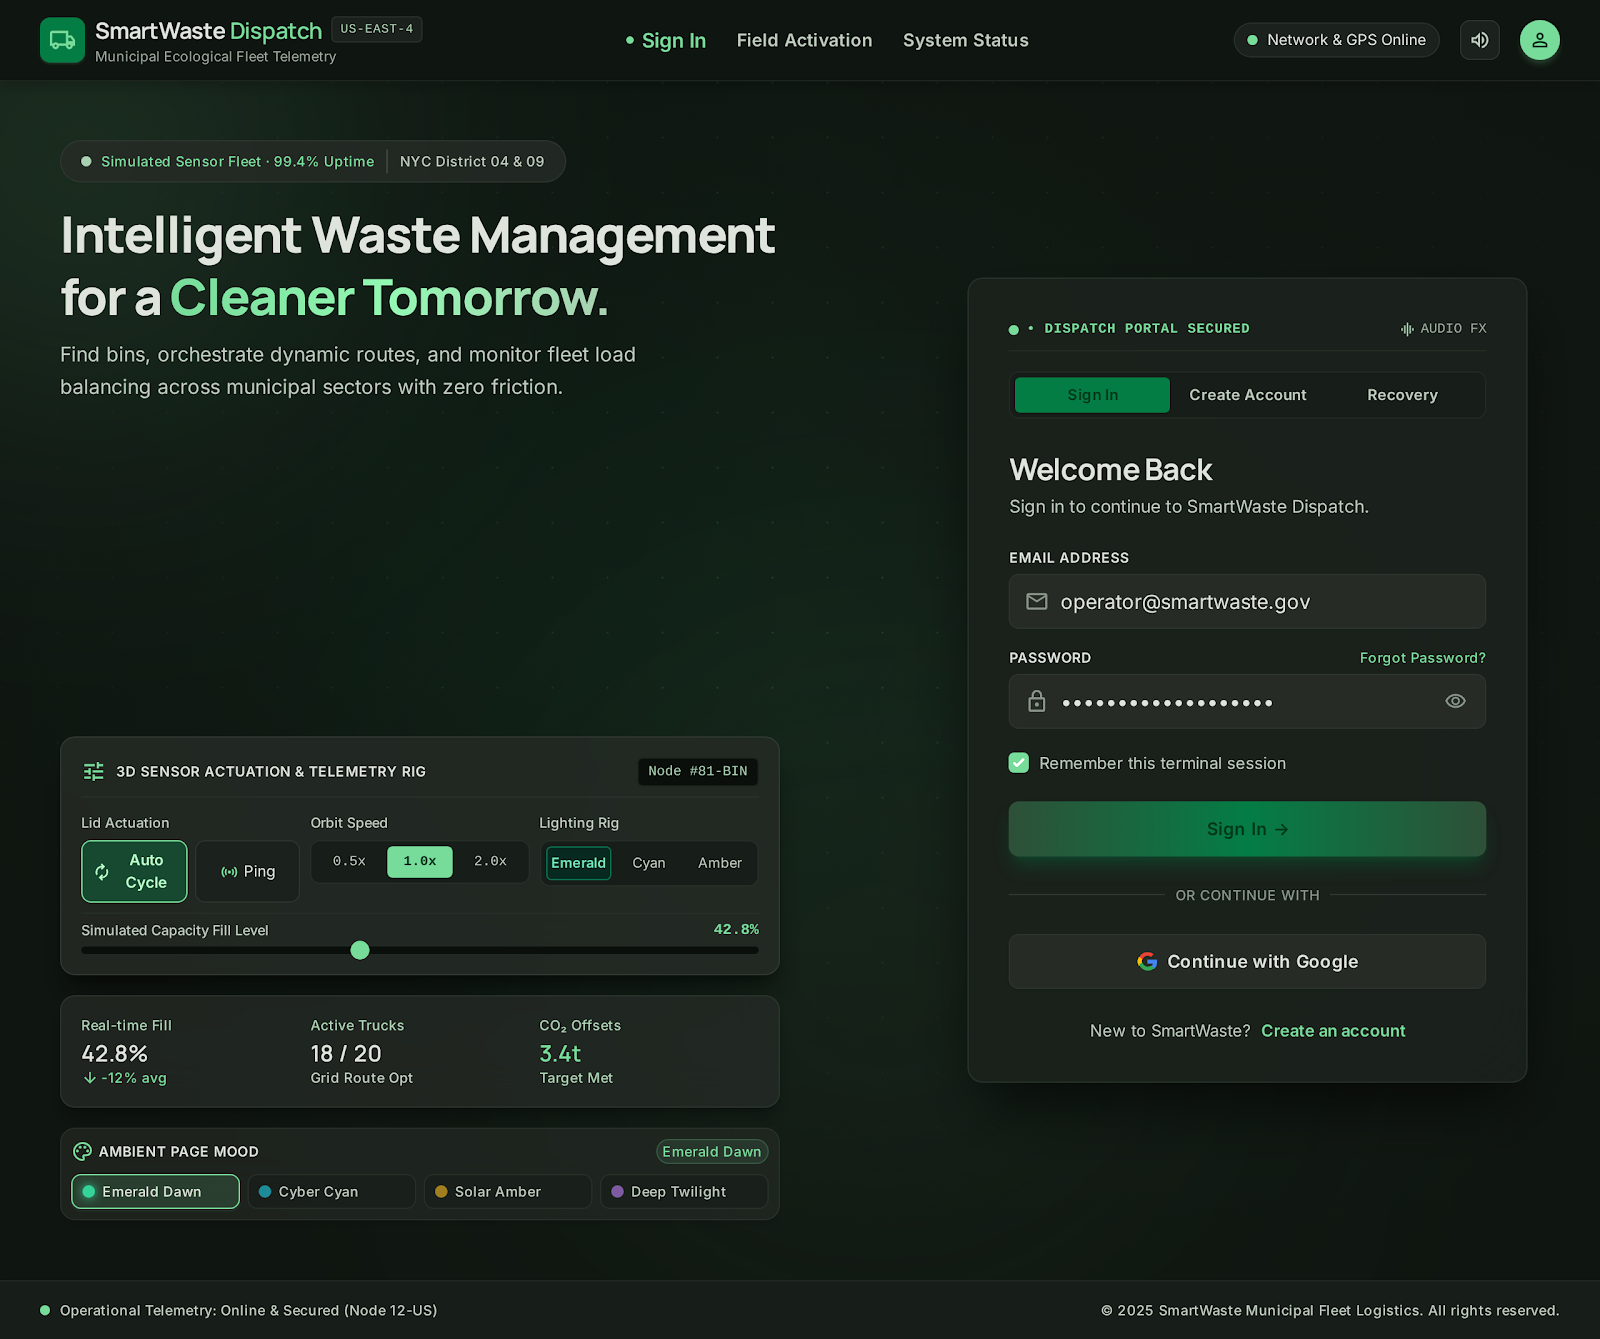 SmartWaste Dispatch US-EAST-4
Municipal Ecological Fleet Telemetry
• Sign In Field Activation System Status
Network & GPS Online
Simulated Sensor Fleet · 99.4% Uptime NYC District 04 & 09
Intelligent Waste Management
for a Cleaner Tomorrow.
Find bins, orchestrate dynamic routes, and monitor fleet load
balancing across municipal sectors with zero friction.
3D SENSOR ACTUATION & TELEMETRY RIG Node #81-BIN
Lid Actuation Orbit Speed Lighting Rig
Auto
Cycle
Ping
0.5x 1.0x 2.0x
Emerald Cyan Amber
Simulated Capacity Fill Level 42.8%
Real-time Fill
42.8%
↓ -12% avg
Active Trucks
18 / 20
Grid Route Opt
CO₂ Offsets
3.4t
Target Met
AMBIENT PAGE MOOD Emerald Dawn
Emerald Dawn Cyber Cyan Solar Amber Deep Twilight
• DISPATCH PORTAL SECURED AUDIO FX
Sign In Create Account Recovery
Welcome Back
Sign in to continue to SmartWaste Dispatch.
EMAIL ADDRESS
operator@smartwaste.gov
PASSWORD Forgot Password?
•••••••••••••••••••
Remember this terminal session
Sign In →
OR CONTINUE WITH
Continue with Google
New to SmartWaste? Create an account
Operational Telemetry: Online & Secured (Node 12-US)
© 2025 SmartWaste Municipal Fleet Logistics. All rights reserved.